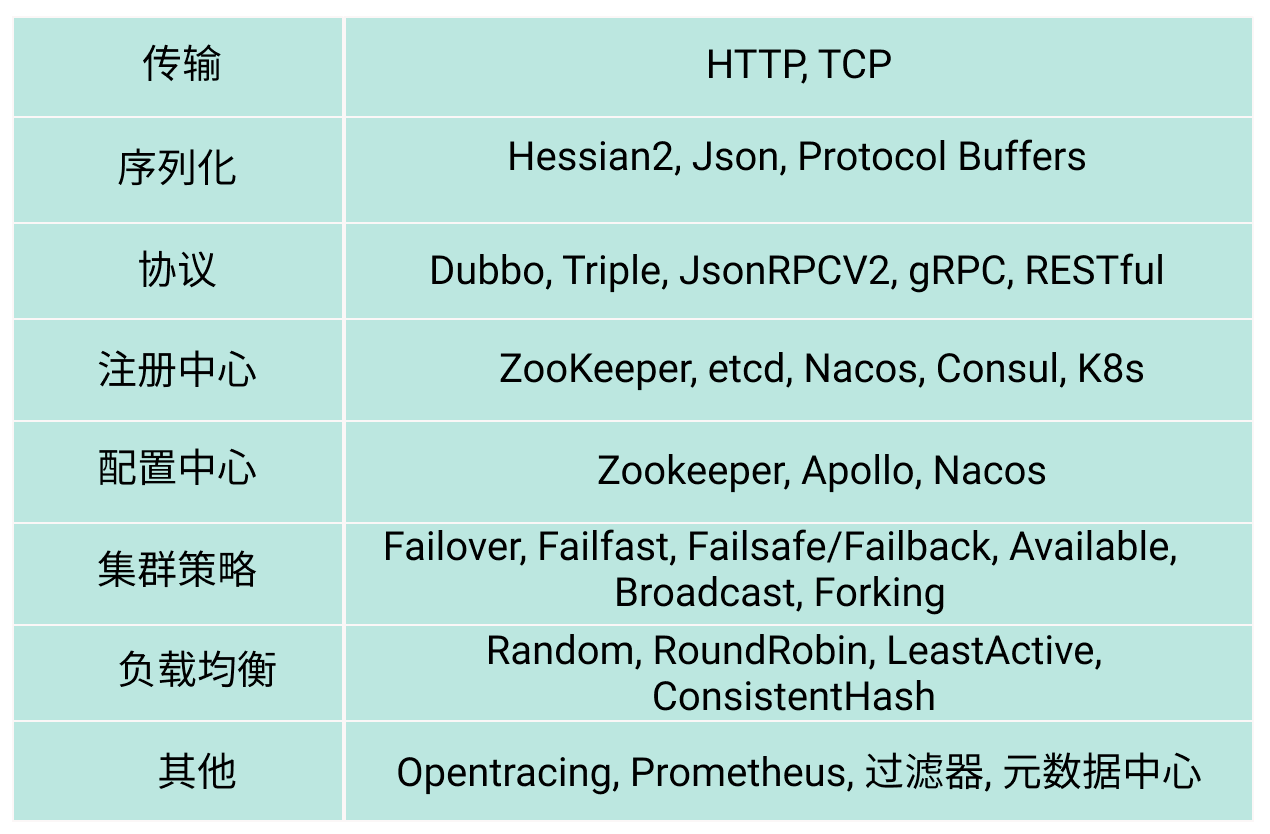 传输
HTTP, TCP
序列化
Hessian2, Json, Protocol Buffers
协议
Dubbo, Triple, JsonRPCV2, gRPC, RESTful
注册中心
ZooKeeper, etcd, Nacos, Consul, K8s
配置中心
Zookeeper, Apollo, Nacos
集群策略
Failover, Failfast, Failsafe/Failback, Available,
Broadcast, Forking
负载均衡
Random, RoundRobin, LeastActive,
ConsistentHash
其他
Opentracing, Prometheus, 过滤器, 元数据中心